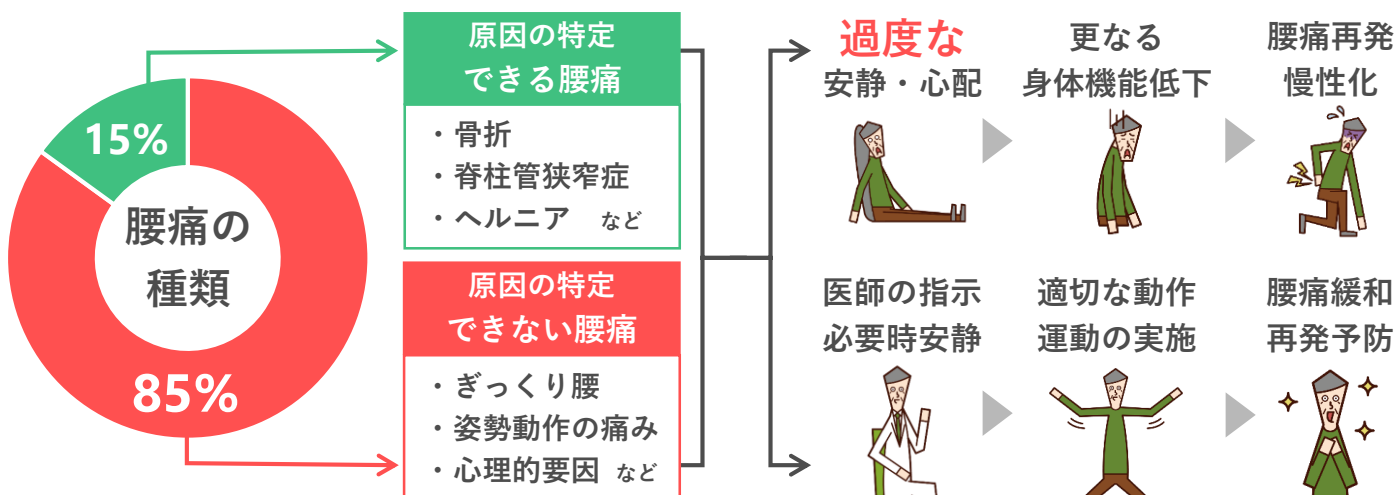 腰痛の
種類
15%
85%
原因の特定
できる腰痛
・骨折
・脊柱管狭窄症
・ヘルニア など
原因の特定
できない腰痛
・ぎっくり腰
・姿勢動作の痛み
・心理的要因 など
過度な
安静・心配
更なる
身体機能低下
腰痛再発
慢性化
医師の指示
必要時安静
適切な動作
運動の実施
腰痛緩和
再発予防